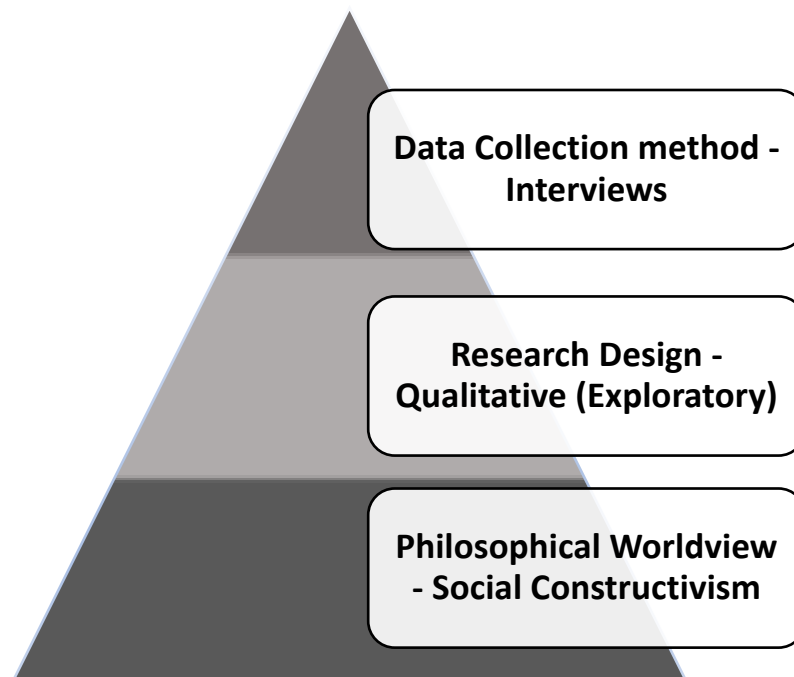 Data Collection method -
Interviews
Research Design -
Qualitative (Exploratory)
Philosophical Worldview
- Social Constructivism